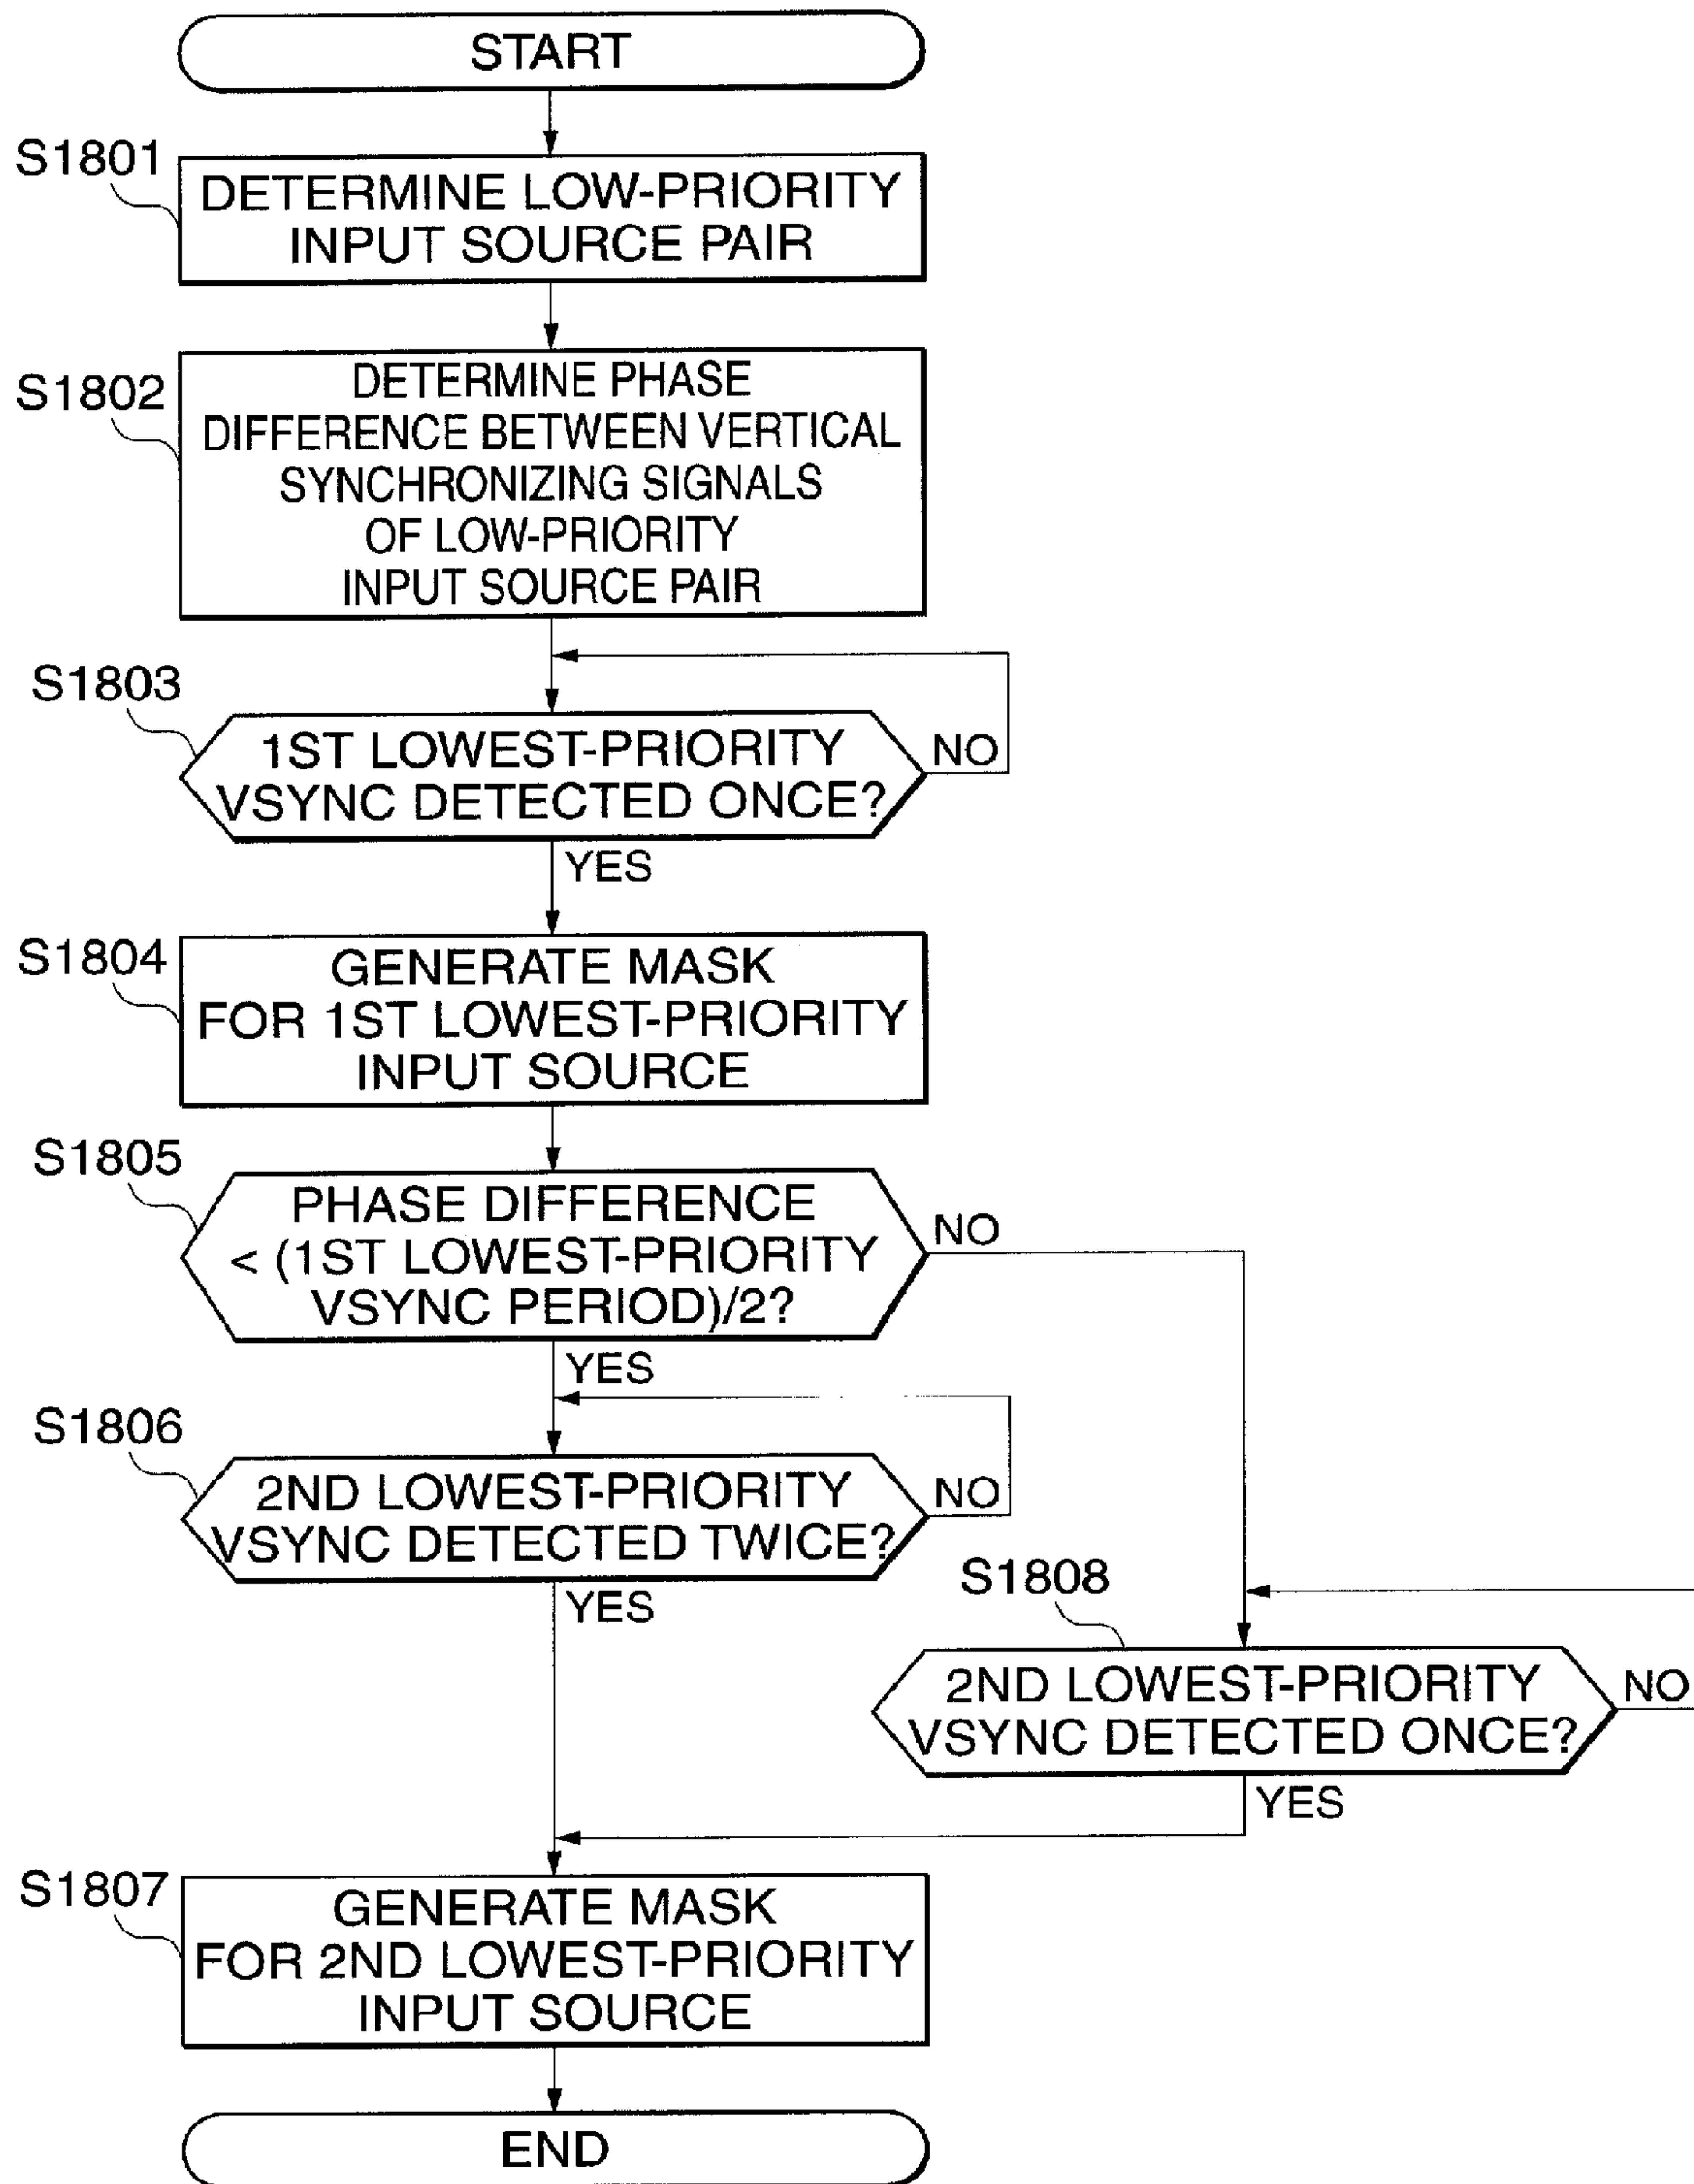 START
S1801
DETERMINE LOW-PRIORITY
INPUT SOURCE PAIR
S1802
DETERMINE PHASE
DIFFERENCE BETWEEN VERTICAL
SYNCHRONIZING SIGNALS
OF LOW-PRIORITY
INPUT SOURCE PAIR
S1803
1ST LOWEST-PRIORITY
VSYNC DETECTED ONCE?
NO
YES
S1804
GENERATE MASK
FOR 1ST LOWEST-PRIORITY
INPUT SOURCE
S1805
PHASE DIFFERENCE
< (1ST LOWEST-PRIORITY
VSYNC PERIOD)/2?
NO
YES
S1806
2ND LOWEST-PRIORITY
VSYNC DETECTED TWICE?
NO
YES
S1808
2ND LOWEST-PRIORITY
VSYNC DETECTED ONCE?
NO
YES
S1807
GENERATE MASK
FOR 2ND LOWEST-PRIORITY
INPUT SOURCE
END